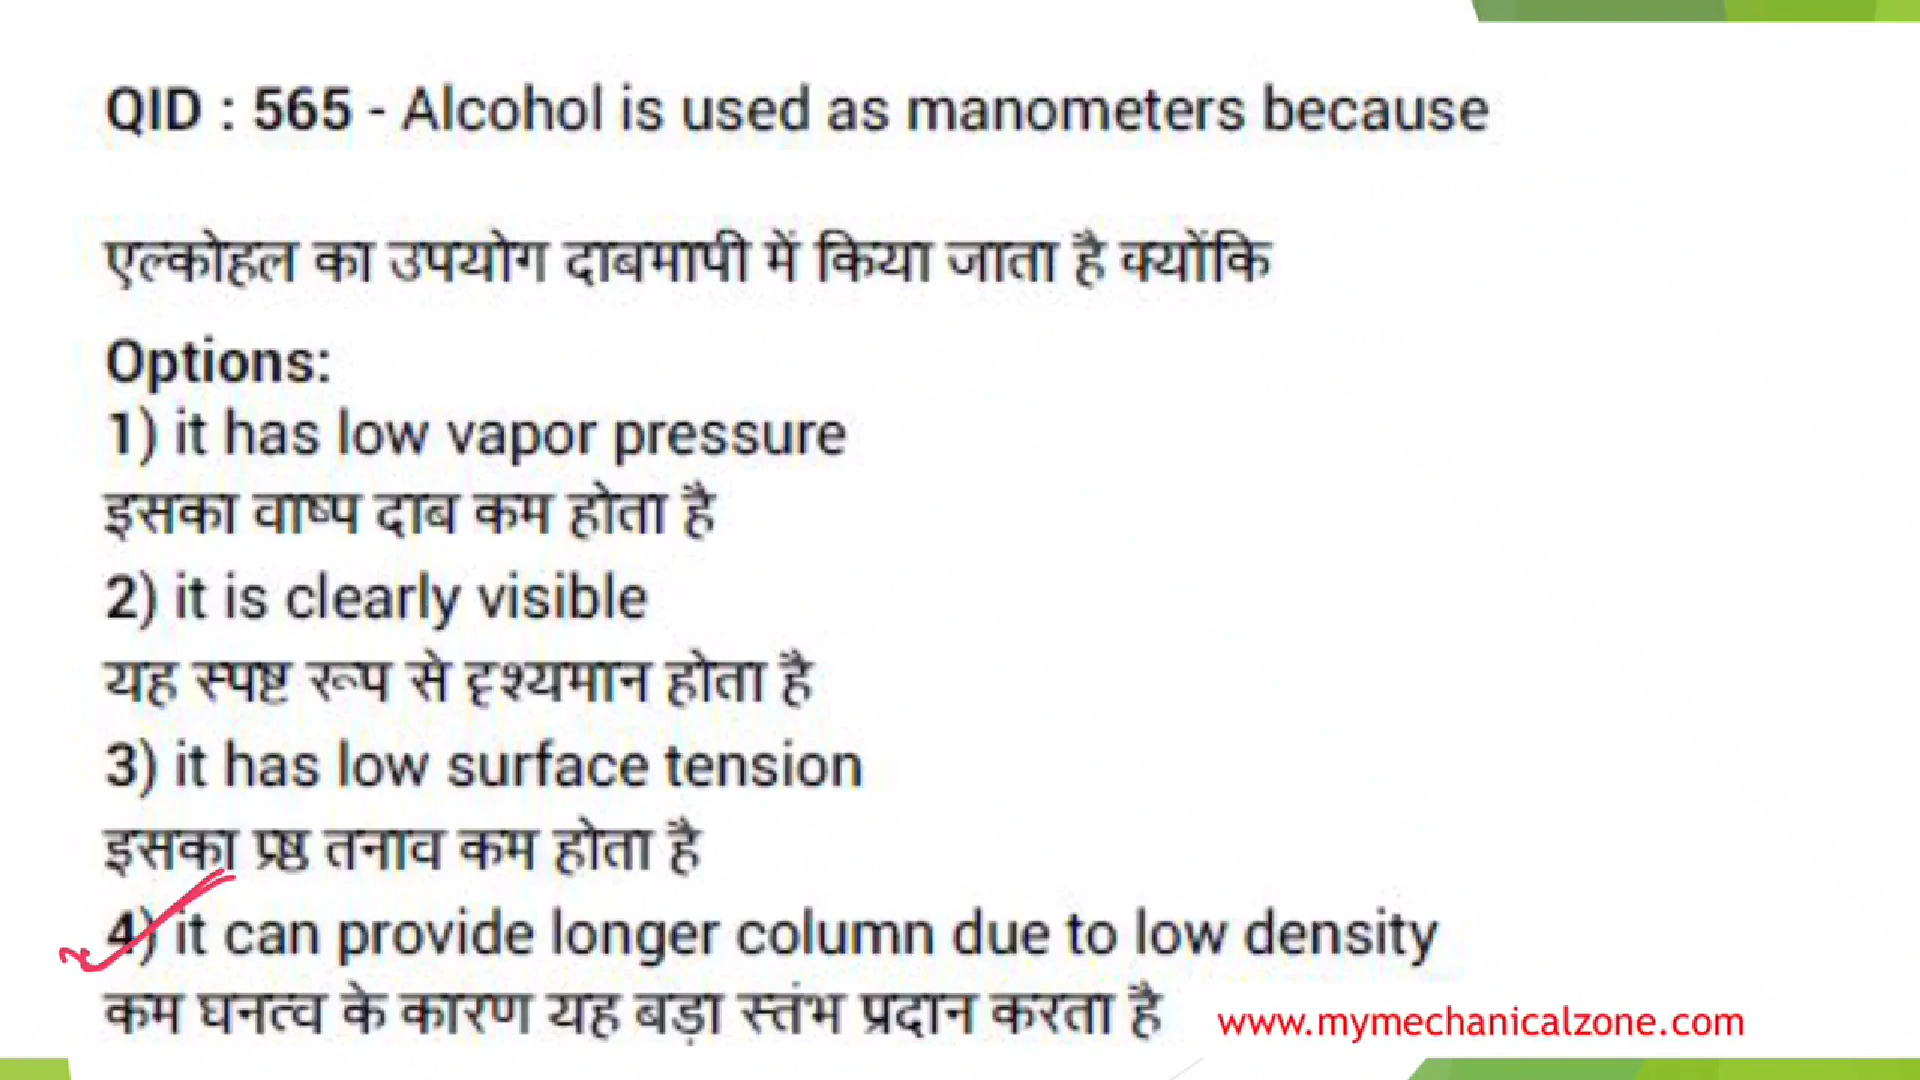 QID : 565 - Alcohol is used as manometers because
एल्कोहल का उपयोग दाबमापी में किया जाता है क्योंकि
Options:
1) it has low vapor pressure
इसका वाष्प दाब कम होता है
2) it is clearly visible
यह स्पष्ट रूप से दृश्यमान होता है
3) it has low surface tension
इसका प्रष्ठ तनाव कम होता है
4) it can provide longer column due to low density
कम घनत्व के कारण यह बड़ा स्तंभ प्रदान करता है
www.mymechanicalzone.com